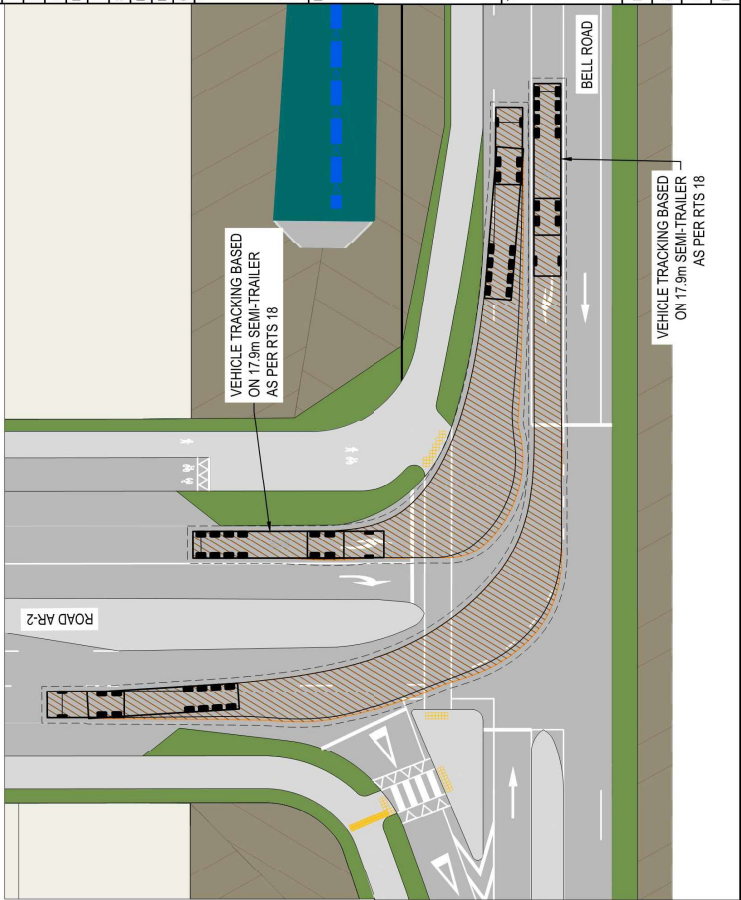 BELL ROAD
VEHICLE TRACKING BASED
ON 17.9m SEMI-TRAILER
AS PER RTS 18
VEHICLE TRACKING BASED
ON 17.9m SEMI-TRAILER
AS PER RTS 18
ROAD AR-2